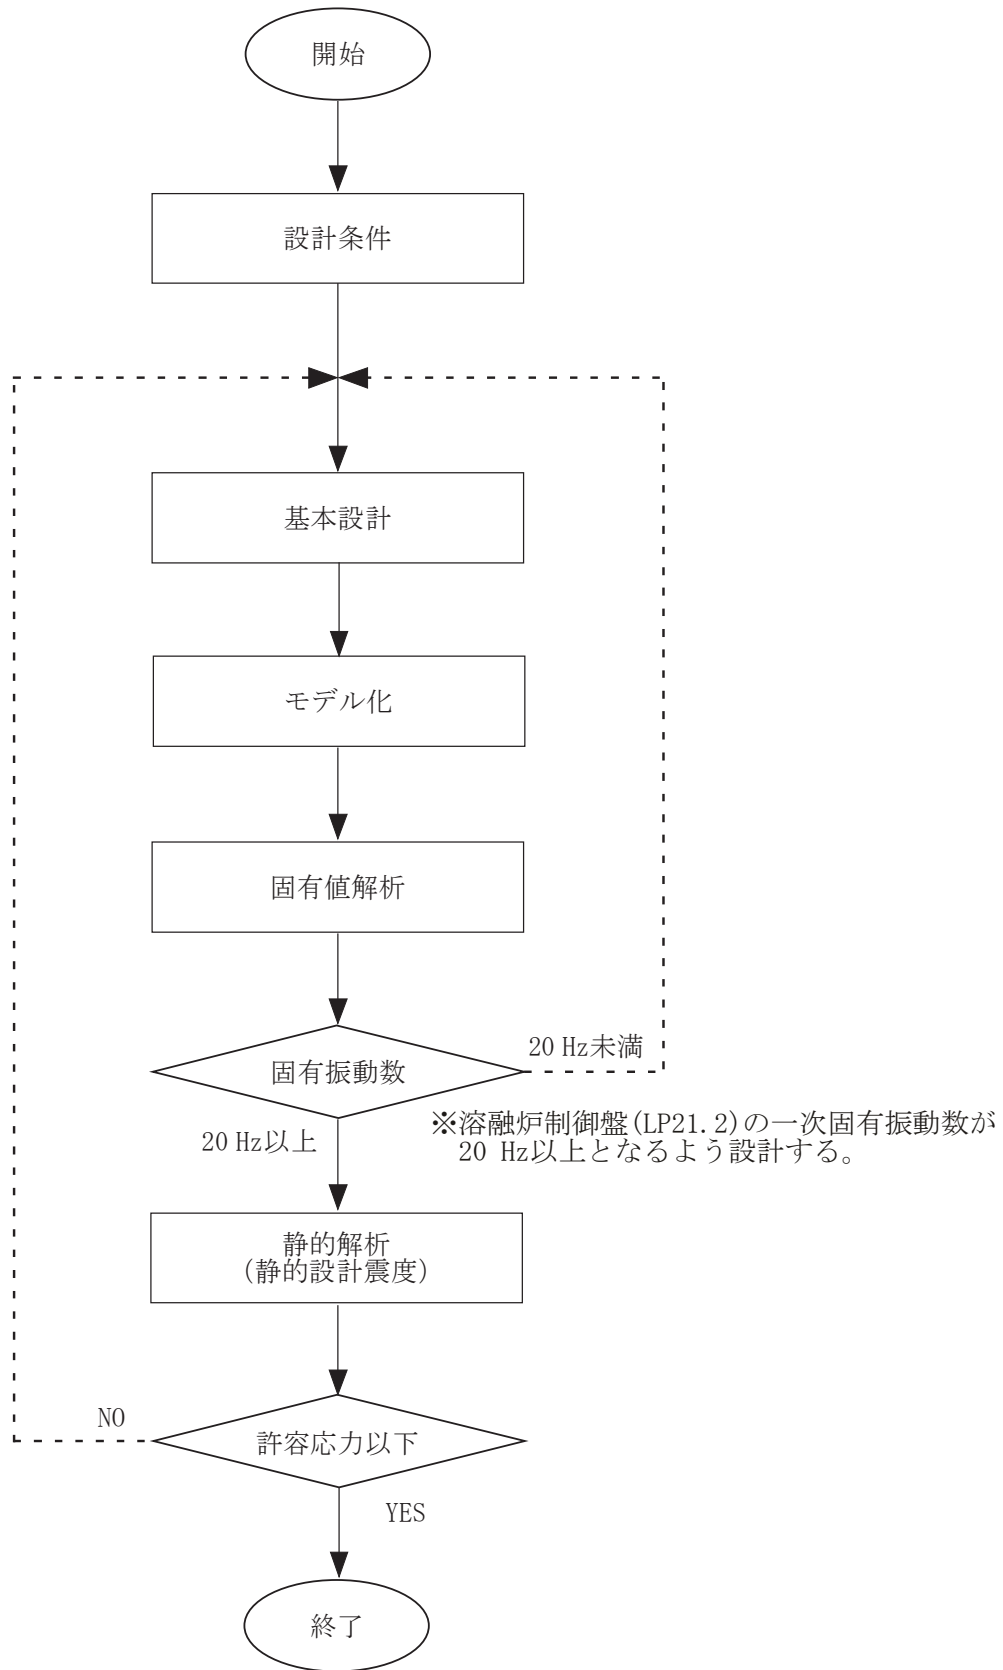 開始
設計条件
基本設計
モデル化
固有値解析
固有振動数
20 Hz未満
20 Hz以上
※溶融炉制御盤(LP21.2)の一次固有振動数が
20 Hz以上となるよう設計する。
静的解析
(静的設計震度)
許容応力以下
NO
YES
終了